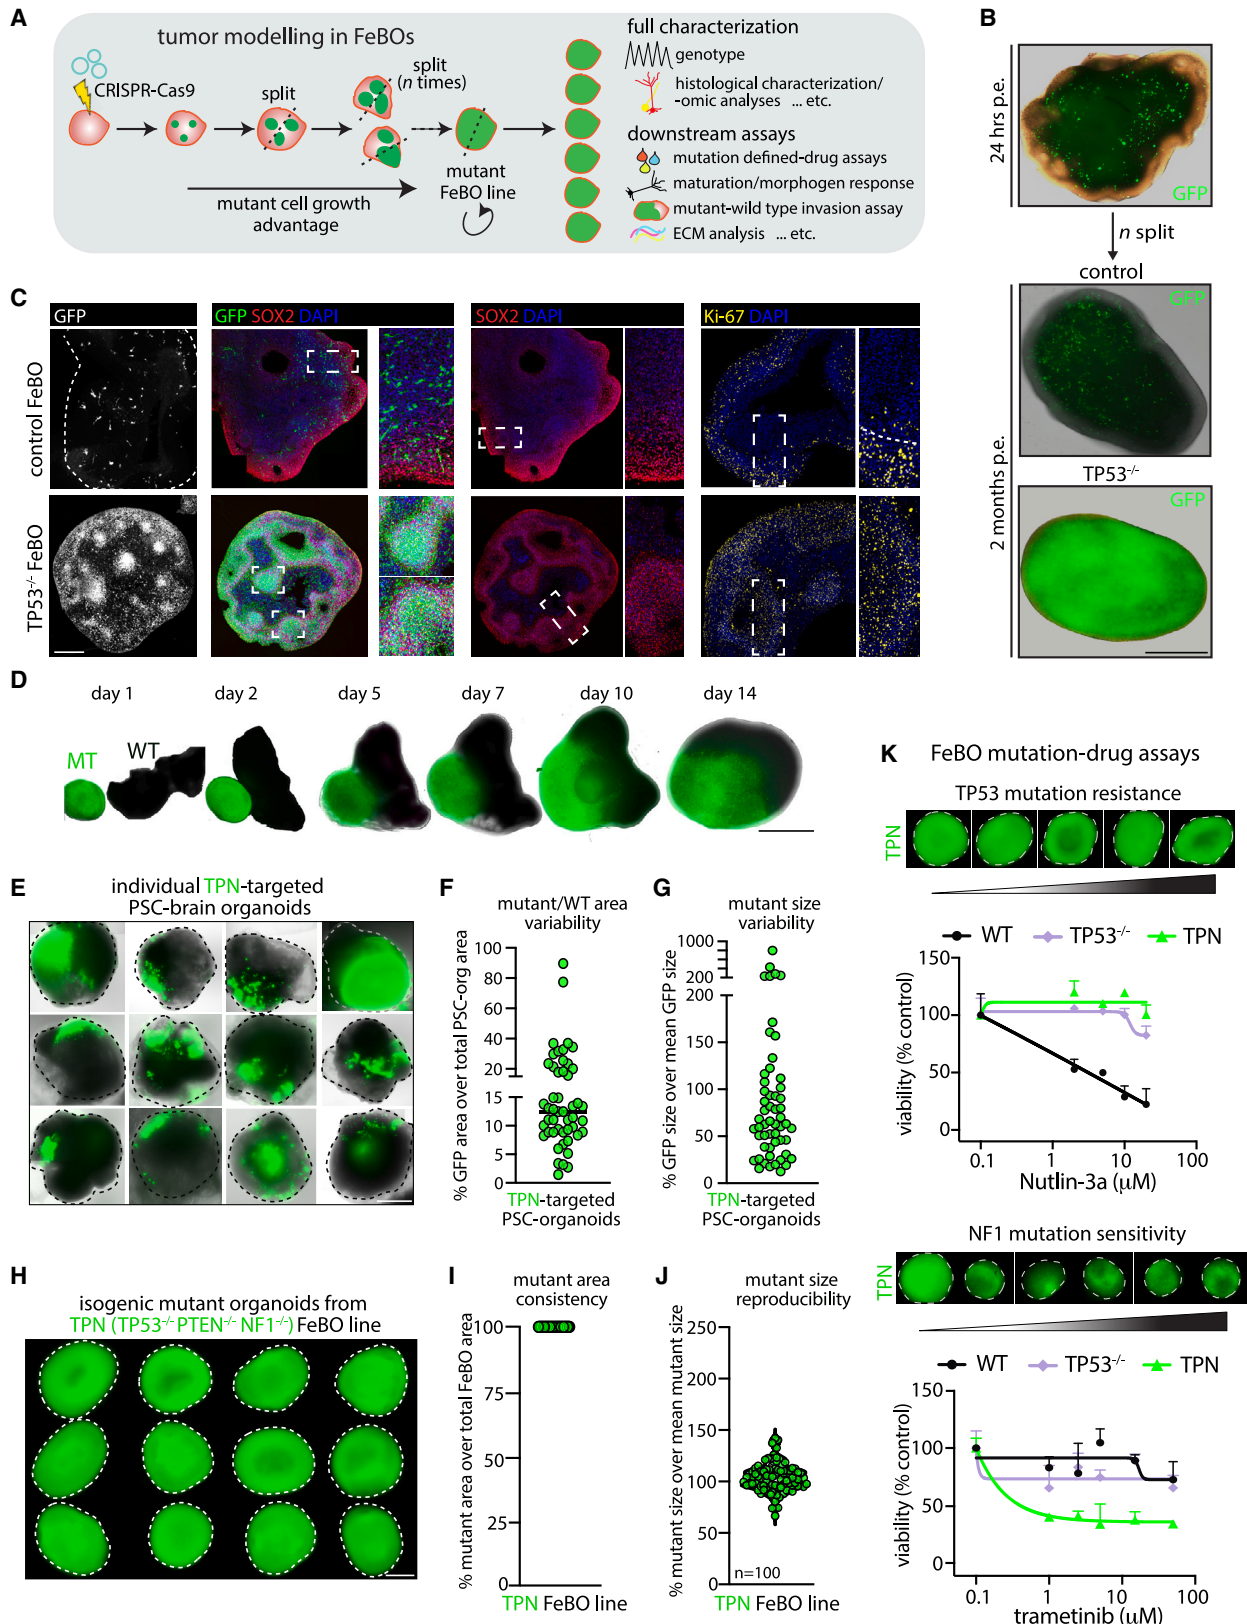 A
tumor modelling in FeBOs
CRISPR-Cas9
split
split
(n times)
mutant
FeBO line
mutant cell growth
advantage
full characterization
genotype
histological characterization/
-omic analyses ... etc.
downstream assays
mutation defined-drug assays
maturation/morphogen response
mutant-wild type invasion assay
ECM analysis ... etc.
B
24 hrs p.e.
GFP
n split
control
GFP
TP53-/-
GFP
2 months p.e.
C
GFP
GFP SOX2 DAPI
SOX2 DAPI
Ki-67 DAPI
control FeBO
TP53-/- FeBO
D
day 1
day 2
day 5
day 7
day 10
day 14
MT
WT
E
individual TPN-targeted
PSC-brain organoids
F
mutant/WT area
variability
% GFP area over total PSC-org area
100
80
60
40
20
15
10
5
0
TPN-targeted
PSC-organoids
G
mutant size
variability
% GFP size over mean GFP size
1000
200
200
150
100
50
0
TPN-targeted
PSC-organoids
H
isogenic mutant organoids from
TPN (TP53-/- PTEN-/- NF1-/-) FeBO line
I
mutant area
consistency
% mutant area over total FeBO area
100
75
50
25
0
TPN FeBO line
J
mutant size
reproducibility
% mutant size over mean mutant size
250
200
150
100
50
0
n=100
TPN FeBO line
K
FeBO mutation-drug assays
TP53 mutation resistance
TPN
WT
TP53-/-
TPN
viability (% control)
150
100
50
0
0.1
1
10
100
Nutlin-3a (μM)
NF1 mutation sensitivity
TPN
WT
TP53-/-
TPN
viability (% control)
150
100
50
0
0.1
1
10
100
trametinib (μM)